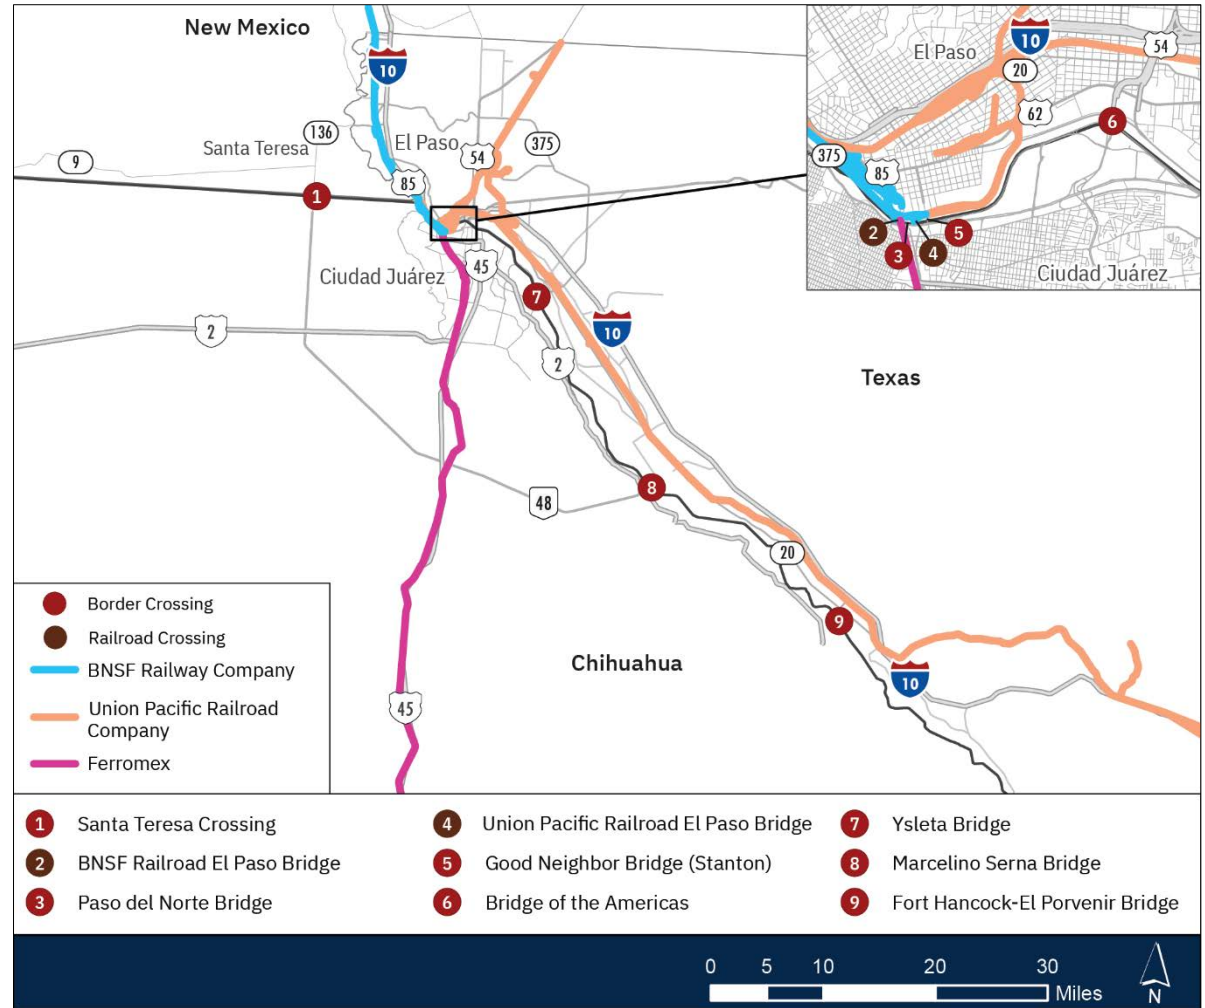 New Mexico
10
El Paso
10
54
20
62
6
375
85
2
3
4
5
Ciudad Juárez
136
Santa Teresa
El Paso
375
54
9
85
1
Ciudad Juárez
45
7
10
2
2
Texas
8
48
20
9
Chihuahua
10
45
Border Crossing
Railroad Crossing
BNSF Railway Company
Union Pacific Railroad
Company
Ferromex
1 Santa Teresa Crossing
2 BNSF Railroad El Paso Bridge
3 Paso del Norte Bridge
4 Union Pacific Railroad El Paso Bridge
5 Good Neighbor Bridge (Stanton)
6 Bridge of the Americas
7 Ysleta Bridge
8 Marcelino Serna Bridge
9 Fort Hancock-El Porvenir Bridge
0 5 10 20 30
Miles
N